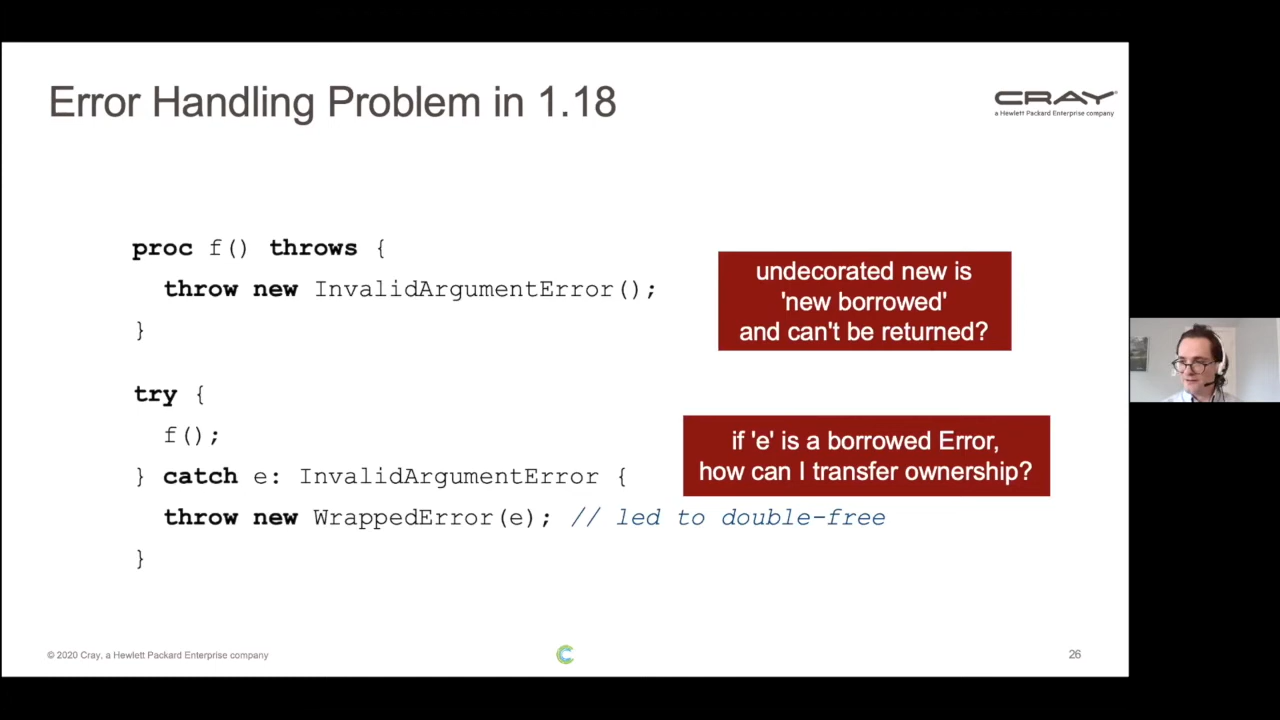 Error Handling Problem in 1.18
CRAY
a Hewlett Packard Enterprise company
proc f() throws {
throw new InvalidArgumentError();
}
undecorated new is
'new borrowed'
and can't be returned?
try {
f();
} catch e: InvalidArgumentError {
throw new WrappedError(e); // led to double-free
}
if 'e' is a borrowed Error,
how can I transfer ownership?
© 2020 Cray, a Hewlett Packard Enterprise company
26